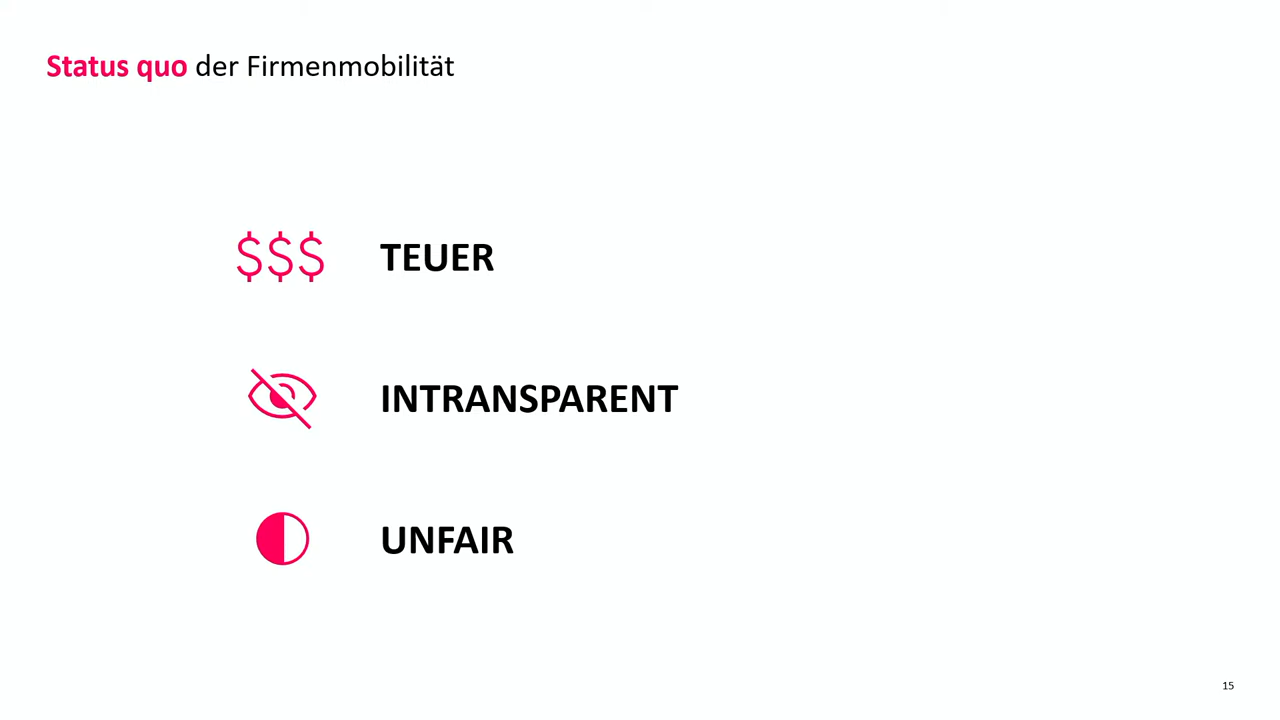 Status quo der Firmenmobilität
$$$ TEUER
INTRANSPARENT
UNFAIR
15